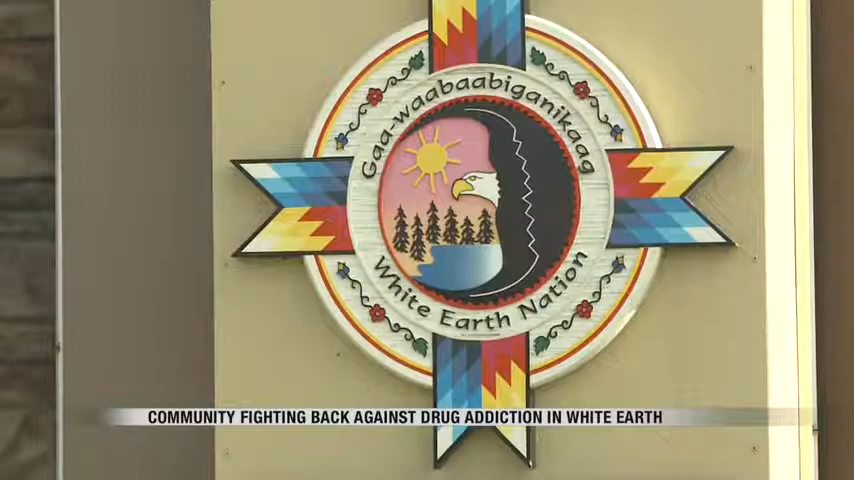 Gaa-waabaabiganikaag
White Earth Nation
COMMUNITY FIGHTING BACK AGAINST DRUG ADDICTION IN WHITE EARTH